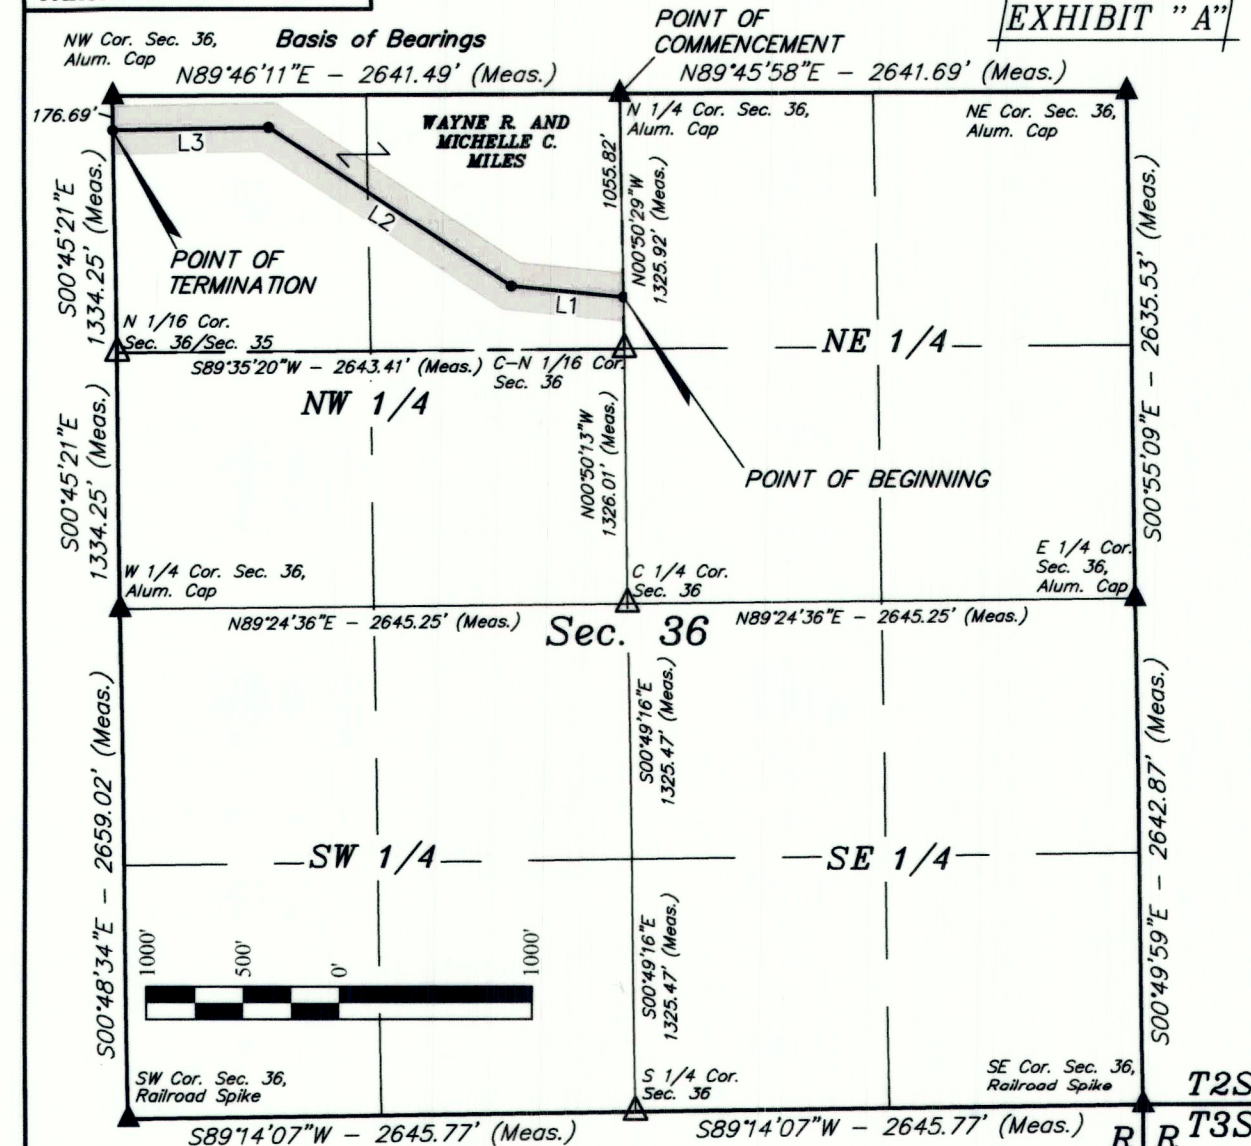 EXHIBIT "A"
POINT OF
COMMENCEMENT
NW Cor. Sec. 36,
Alum. Cap
Basis of Bearings
N89°46'11"E - 2641.49' (Meas.)
N89°45'58"E - 2641.69' (Meas.)
176.69'
L3
WAYNE R. AND
MICHELLE C.
MILES
N 1/4 Cor. Sec. 36,
Alum. Cap
NE Cor. Sec. 36,
Alum. Cap
1055.82'
N00°50'29"W
1325.92' (Meas.)
S00°45'21"E
1334.25' (Meas.)
L2
POINT OF
TERMINATION
L1
S00°55'09"E - 2635.53' (Meas.)
N 1/16 Cor.
Sec. 36/Sec. 35
S89°35'20"W - 2643.41' (Meas.)
C-N 1/16 Cor.
Sec. 36
NE 1/4
NW 1/4
S00°45'21"E
1334.25' (Meas.)
N00°50'13"W
1326.01' (Meas.)
POINT OF BEGINNING
W 1/4 Cor. Sec. 36,
Alum. Cap
C 1/4 Cor.
Sec. 36
E 1/4 Cor.
Sec. 36,
Alum. Cap
N89°24'36"E - 2645.25' (Meas.)
Sec. 36
N89°24'36"E - 2645.25' (Meas.)
S00°48'34"E - 2659.02' (Meas.)
S00°49'16"E
1325.47' (Meas.)
S00°49'59"E - 2642.87' (Meas.)
SW 1/4
SE 1/4
1000'
500'
0'
1000'
S00°49'16"E
1325.47' (Meas.)
SW Cor. Sec. 36,
Railroad Spike
S 1/4 Cor.
Sec. 36
SE Cor. Sec. 36,
Railroad Spike
T2S
T3S
S89°14'07"W - 2645.77' (Meas.)
S89°14'07"W - 2645.77' (Meas.)
R R